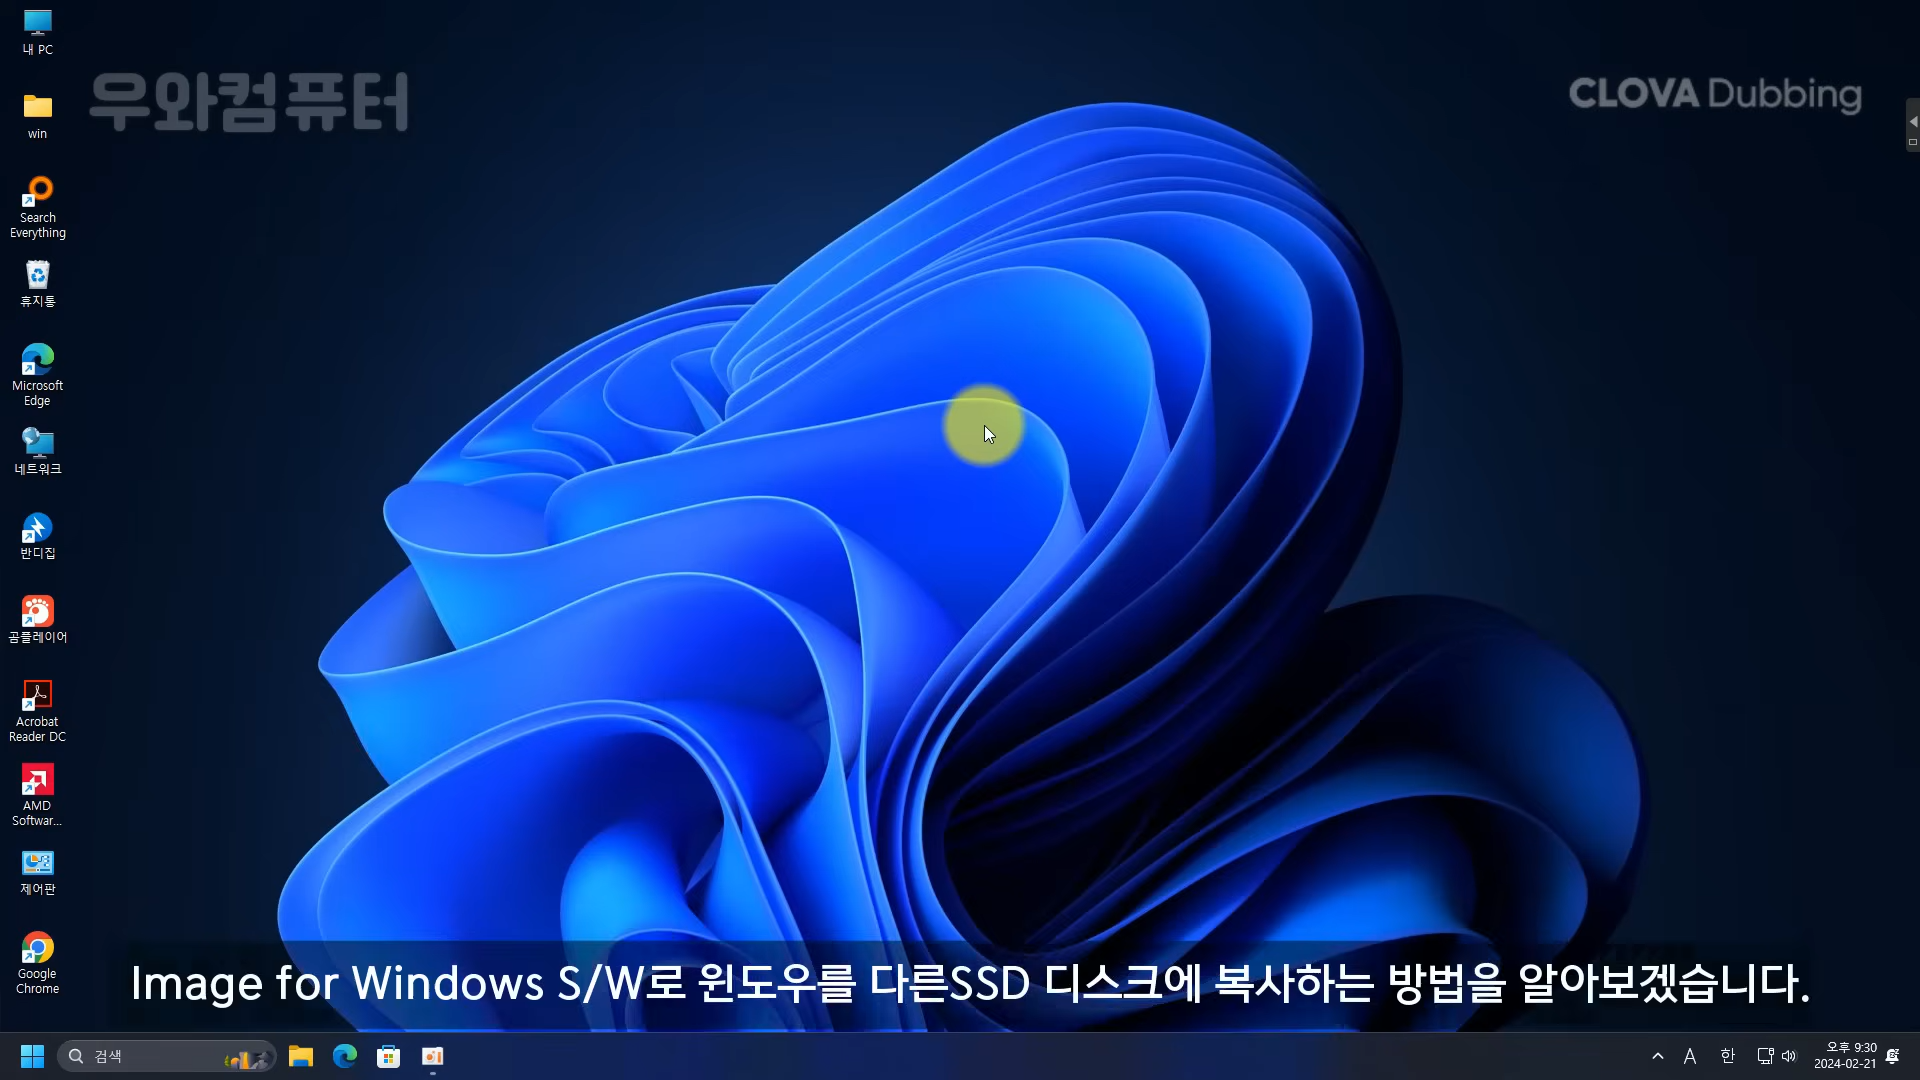 내 PC
우와컴퓨터
CLOVA Dubbing
win
Search
Everything
휴지통
Microsoft
Edge
네트워크
반디집
곰플레이어
Acrobat
Reader DC
AMD
Softwar...
제어판
Google
Chrome
Image for Windows S/W로 윈도우를 다른SSD 디스크에 복사하는 방법을 알아보겠습니다.
검색
A
한
오후 9:30
2024-02-21